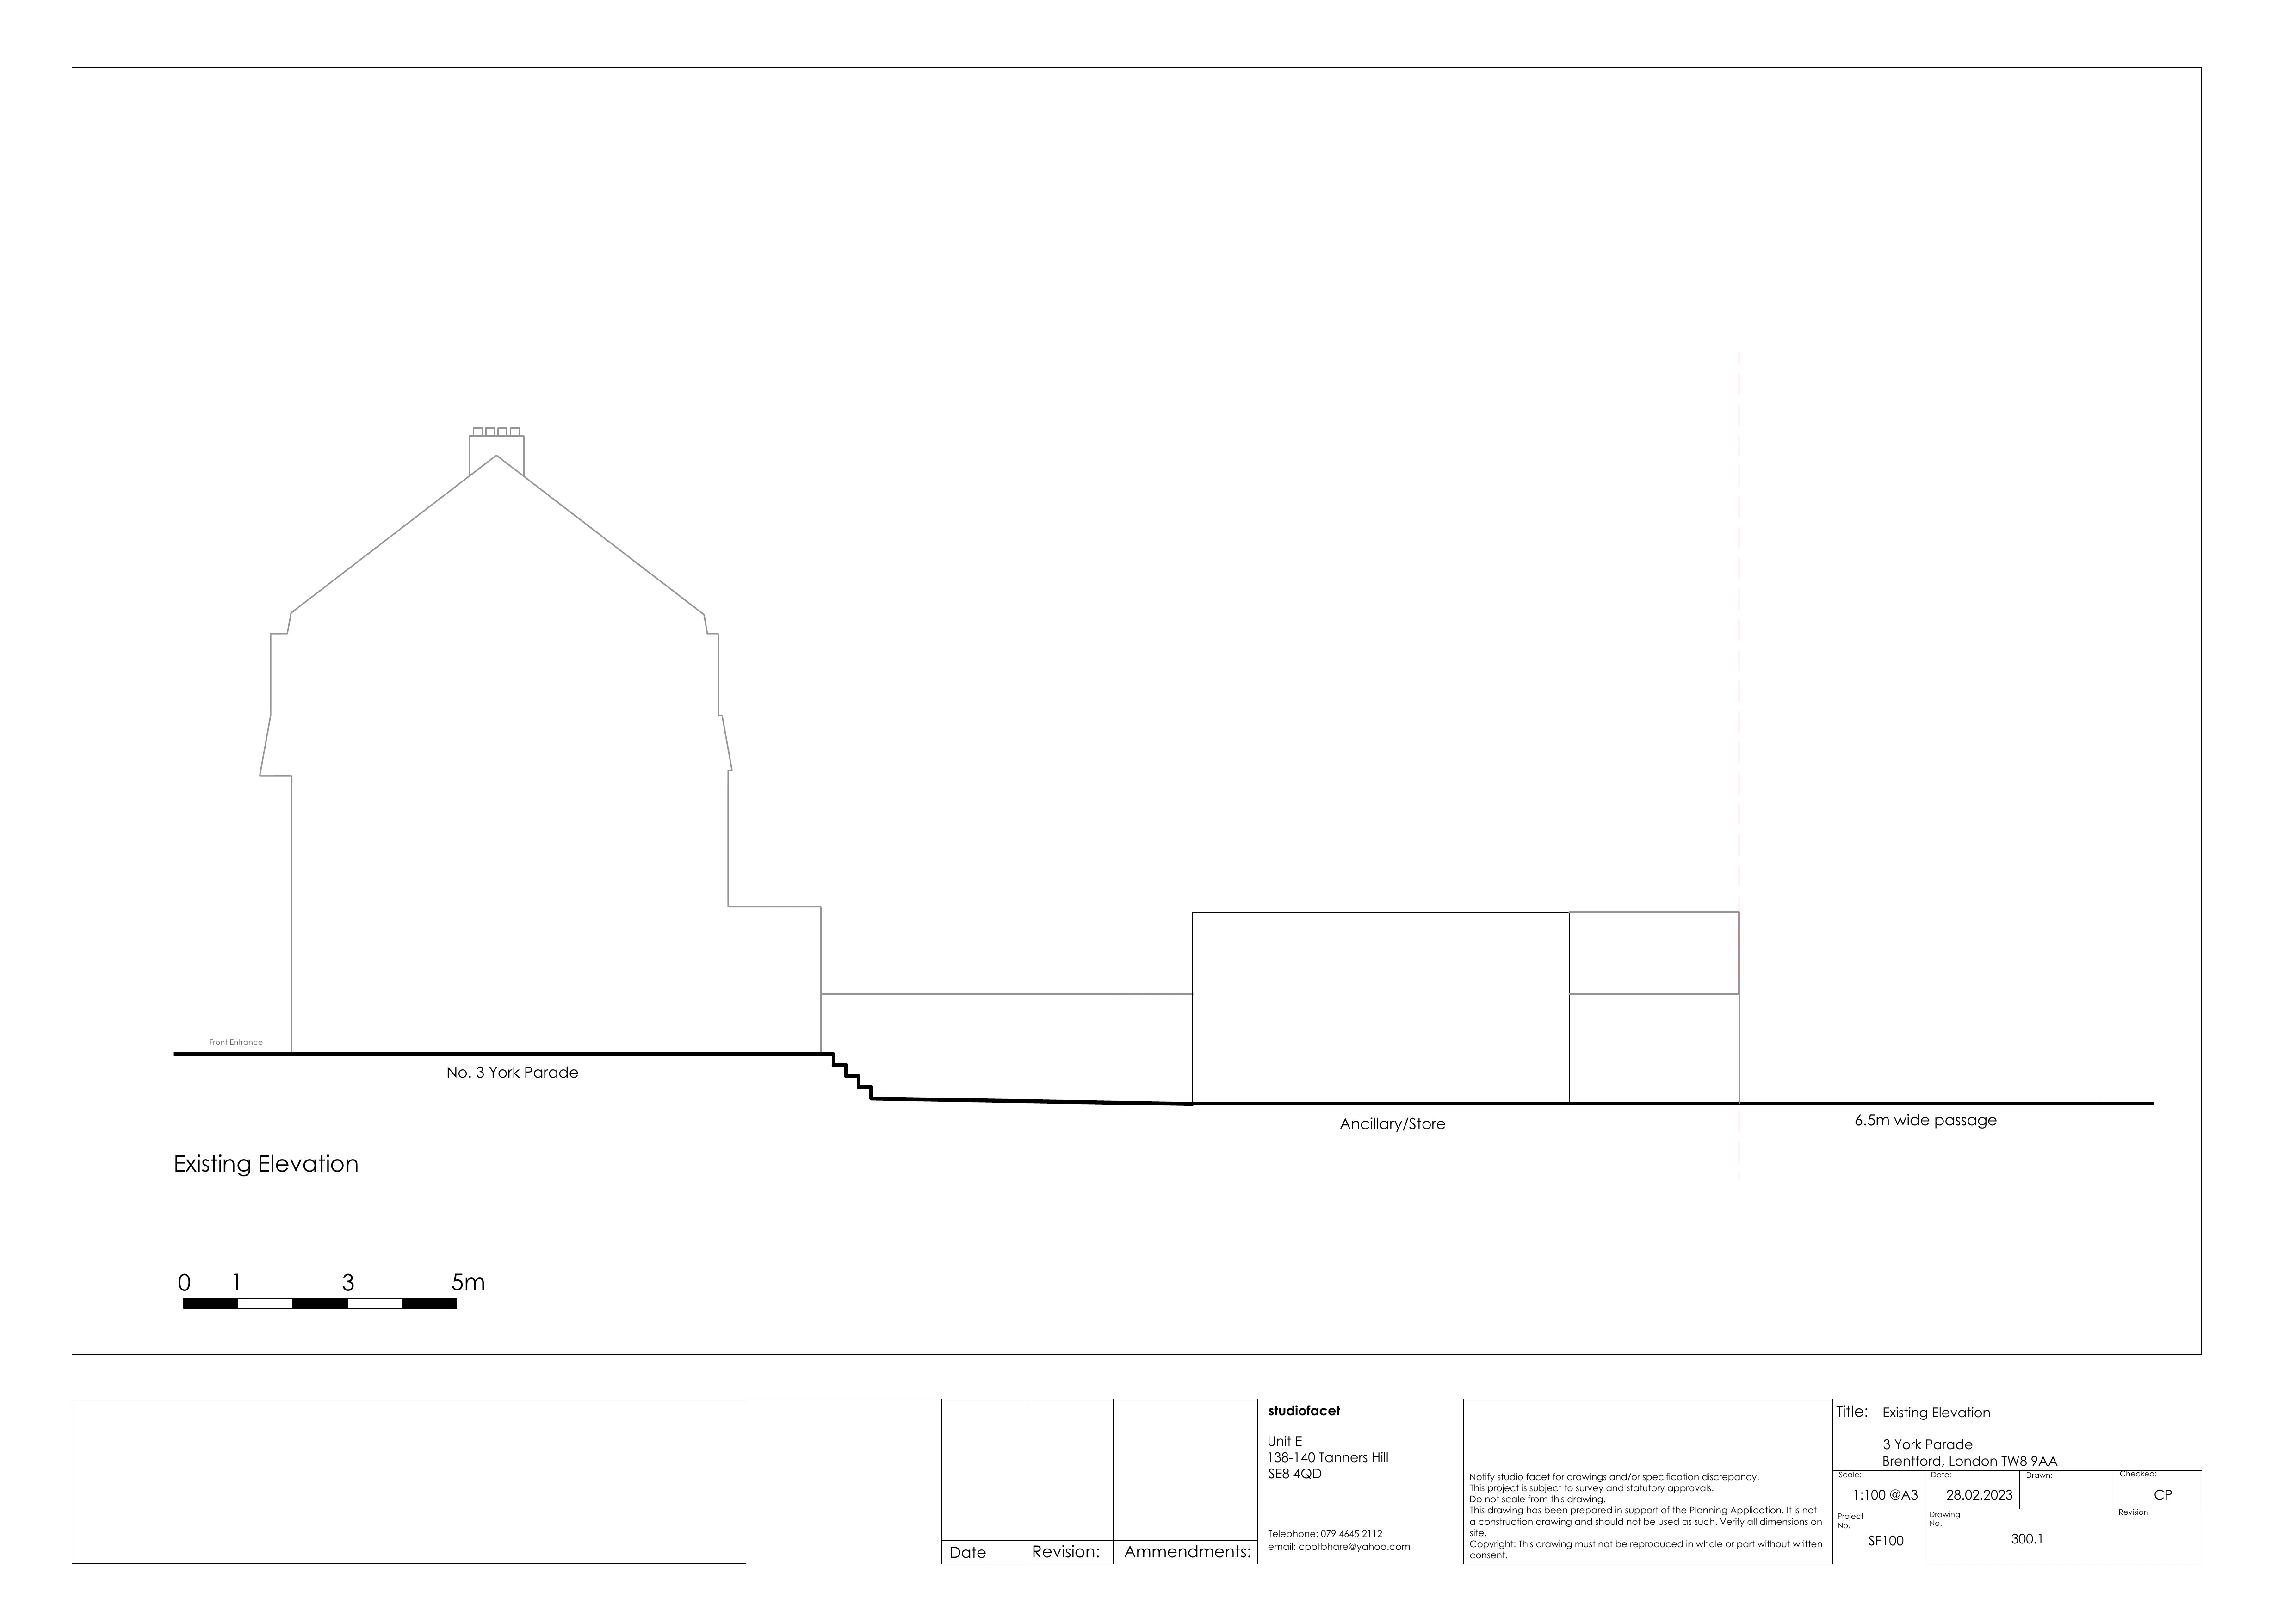 Front Entrance
No. 3 York Parade
Ancillary/Store
6.5m wide passage
Existing Elevation
0 1 3 5m
Date
Revision:
Ammendments:
studiofacet
Unit E
138-140 Tanners Hill
SE8 4QD
Telephone: 079 4645 2112
email: cpotbhare@yahoo.com
Notify studio facet for drawings and/or specification discrepancy.
This project is subject to survey and statutory approvals.
Do not scale from this drawing.
This drawing has been prepared in support of the Planning Application. It is not
a construction drawing and should not be used as such. Verify all dimensions on
site.
Copyright: This drawing must not be reproduced in whole or part without written
consent.
Title: Existing Elevation
3 York Parade
Brentford, London TW8 9AA
Scale:
1:100 @A3
Date:
28.02.2023
Drawn:
Checked:
CP
Project
No.
SF100
Drawing
No.
300.1
Revision